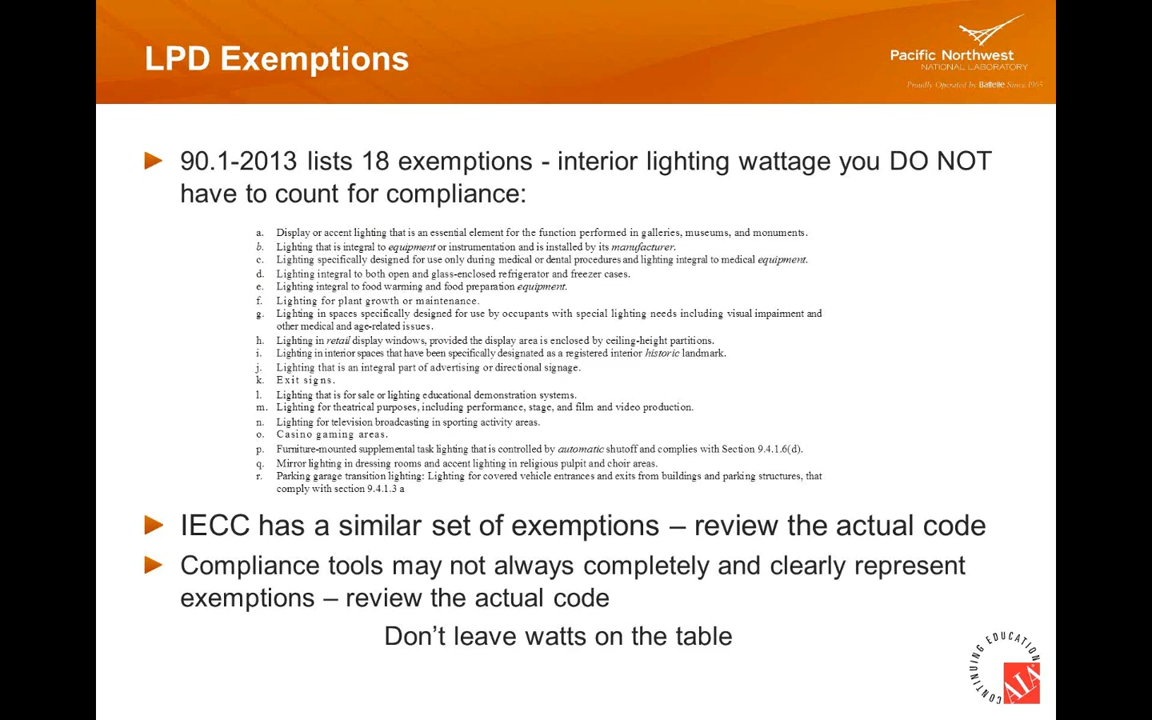 LPD Exemptions
Pacific Northwest
NATIONAL LABORATORY
Proudly Operated by Battelle Since 1965
90.1-2013 lists 18 exemptions - interior lighting wattage you DO NOT
have to count for compliance:
a. Display or accent lighting that is an essential element for the function performed in galleries, museums, and monuments.
b. Lighting that is integral to equipment or instrumentation and is installed by its manufacturer.
c. Lighting specifically designed for use only during medical or dental procedures and lighting integral to medical equipment.
d. Lighting integral to both open and glass-enclosed refrigerator and freezer cases.
e. Lighting integral to food warming and food preparation equipment.
f. Lighting for plant growth or maintenance.
g. Lighting in spaces specifically designed for use by occupants with special lighting needs including visual impairment and
other medical and age-related issues.
h. Lighting in retail display windows, provided the display area is enclosed by ceiling-height partitions.
i. Lighting in interior spaces that have been specifically designated as a registered interior historic landmark.
j. Lighting that is an integral part of advertising or directional signage.
k. Exit signs.
l. Lighting that is for sale or lighting educational demonstration systems.
m. Lighting for theatrical purposes, including performance, stage, and film and video production.
n. Lighting for television broadcasting in sporting activity areas.
o. Casino gaming areas.
p. Furniture-mounted supplemental task lighting that is controlled by automatic shutoff and complies with Section 9.4.1.6(d).
q. Mirror lighting in dressing rooms and accent lighting in religious pulpit and choir areas.
r. Parking garage transition lighting: Lighting for covered vehicle entrances and exits from buildings and parking structures, that
comply with section 9.4.1.3 a
IECC has a similar set of exemptions – review the actual code
Compliance tools may not always completely and clearly represent
exemptions – review the actual code
Don’t leave watts on the table
CONTINUING EDUCATION
AIA